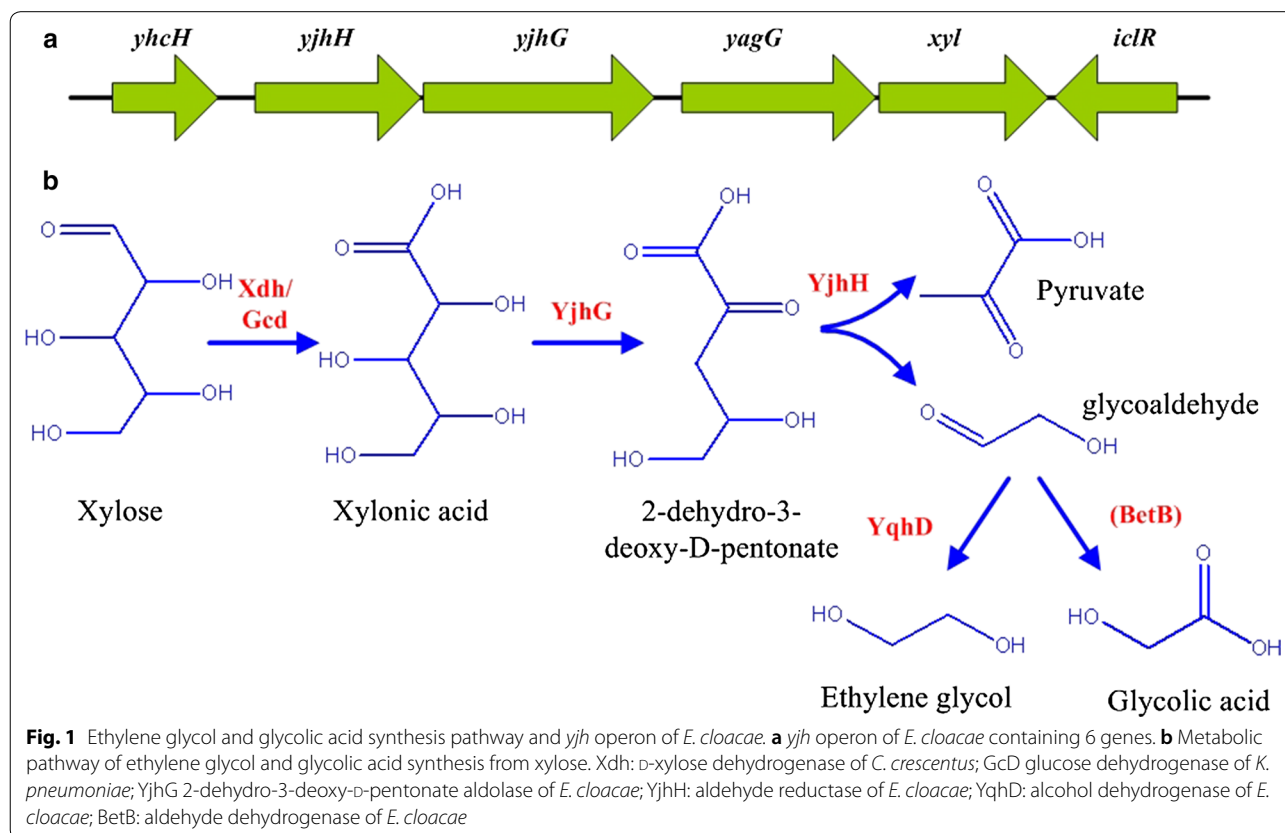 a
yhcH yjhH yjhG yagG xyl iclR
b
OH
O
OH
HO
OH
HO
Xylose
Xdh/
Gcd
OH
O
OH
HO
OH
HO
Xylonic acid
YjhG
OH
O
O
OH
HO
2-dehydro-3-
deoxy-D-pentonate
YjhH
O
OH
O
Pyruvate
glycoaldehyde
O
OH
YqhD
(BetB)
HO
OH
Ethylene glycol
O
HO
OH
Glycolic acid
Fig. 1 Ethylene glycol and glycolic acid synthesis pathway and yjh operon of E. cloacae. a yjh operon of E. cloacae containing 6 genes. b Metabolic
pathway of ethylene glycol and glycolic acid synthesis from xylose. Xdh: D-xylose dehydrogenase of C. crescentus; GcD glucose dehydrogenase of K.
pneumoniae; YjhG 2-dehydro-3-deoxy-D-pentonate aldolase of E. cloacae; YjhH: aldehyde reductase of E. cloacae; YqhD: alcohol dehydrogenase of E.
cloacae; BetB: aldehyde dehydrogenase of E. cloacae